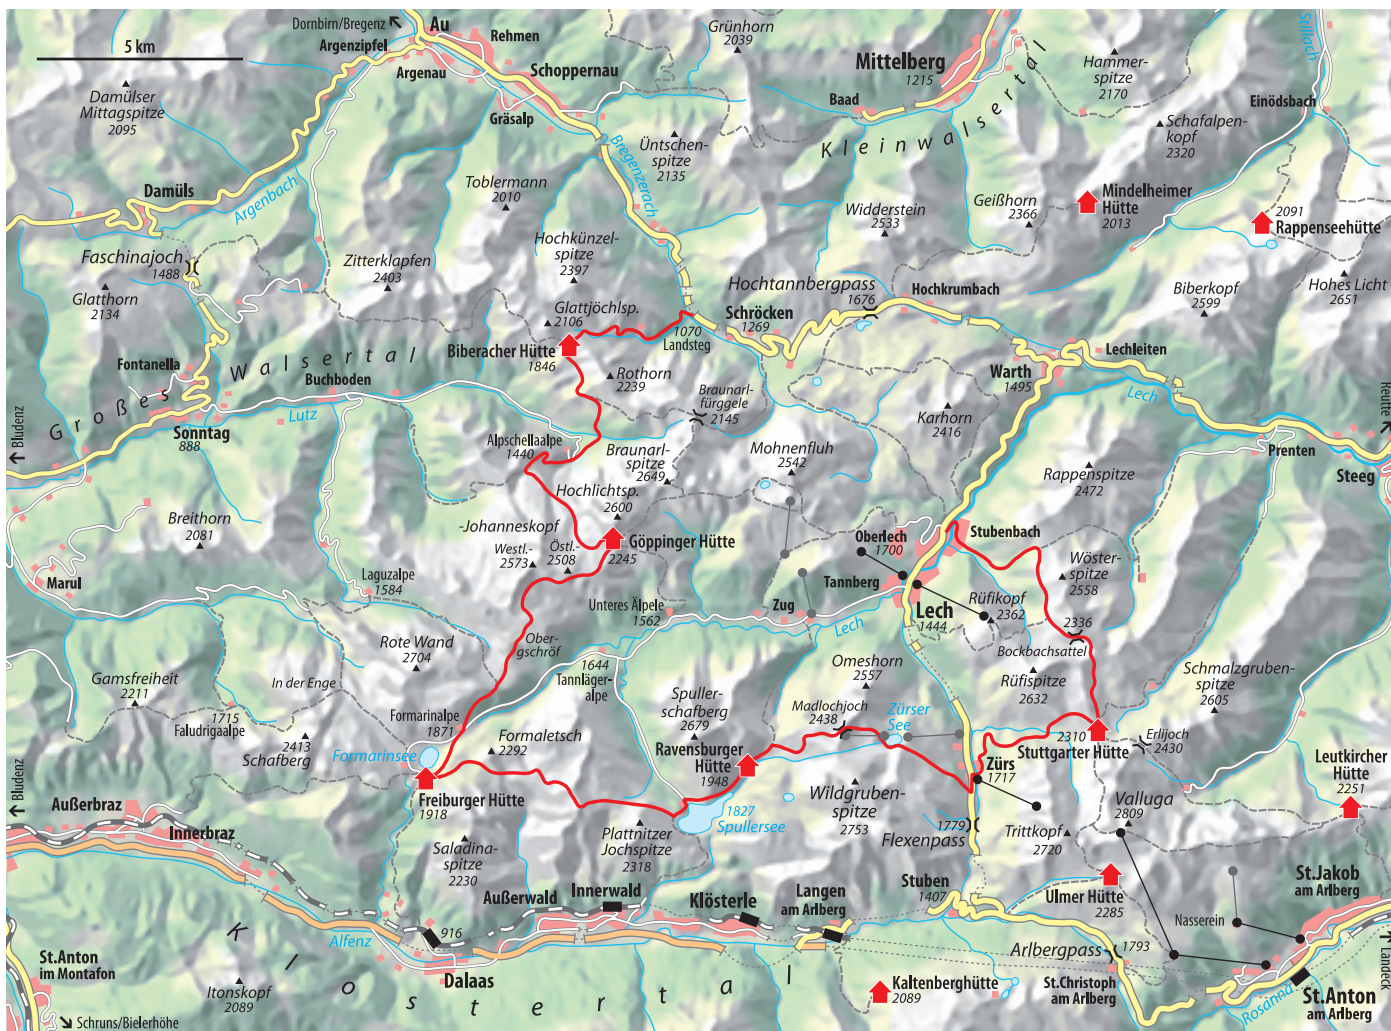 Dornbirn/Bregenz
Au
Rehmen
Argenzipfel
Argenau
Schoppernau
Gräsalp
5 km
Damülser
Mittagspitze
2095
Grünhorn
2039
Mittelberg
1215
Baad
Kleinwalsertal
Hammer-
spitze
2170
Stillach
Einödsbach
Schafalpen-
kopf
2320
Üntschen-
spitze
2135
Bregenzerach
Toblermann
2010
Damüls
Argenbach
Faschinajoch
1488
Glatthorn
2134
Zitterklapfen
2403
Hochkünzel-
spitze
2397
Widderstein
2533
Geißhorn
2366
Mindelheimer
Hütte
2013
2091
Rappenseehütte
Hohes Licht
2651
Biberkopf
2599
Hochtannbergpass
1676
Hochkrumbach
Schröcken
1269
Glattjöchlsp.
2106
1070
Landsteg
Biberacher Hütte
1846
Rothorn
2239
Braunarl-
fürggele
2145
Fontanella
Großes Walsertal
Buchboden
Lutz
Sonntag
888
Bludenz
Warth
1495
Lechleiten
Lech
Reutte
Karhorn
2416
Prenten
Steeg
Alpschellaalpe
1440
Braunarl-
spitze
2649
Mohnenfluh
2542
Rappenspitze
2472
Hochlichtsp.
2600
Breithorn
2081
-Johanneskopf
Westl.-
2573
Östl.-
2508
Göppinger Hütte
2245
Oberlech
1700
Stubenbach
Tannberg
Wöster-
spitze
2558
Marul
Laguzalpe
1584
Unteres Älpele
1562
Zug
Lech
Lech
1444
Rüfikopf
2362
2336
Bockbachsattel
Rote Wand
2704
Ober-
gschröf
1644
Tannläger-
alpe
Omeshorn
2557
Rüfispitze
2632
Schmalzgruben-
spitze
2605
Gamsfreiheit
2211
In der Enge
1715
Faludrigaalpe
Formarinalpe
1871
Spuller-
schafberg
2679
Madlochjoch
2438
Zürser
See
2413
Schafberg
Formarinsee
Formaletsch
2292
Ravensburger
Hütte
1948
2310
Stuttgarter Hütte
Erlijoch
2430
Leutkircher
Hütte
2251
Zürs
1717
Freiburger Hütte
1918
Bludenz
Außerbraz
Innerbraz
1827
Spullersee
Wildgruben-
spitze
2753
1779
Flexenpass
Trittkopf
2720
Valluga
2809
Saladina-
spitze
2230
Plattnitzer
Jochspitze
2318
Außerwald
Innerwald
Klösterle
Langen
am Arlberg
Stuben
1407
Ulmer Hütte
2285
Nasserein
St.Jakob
am Arlberg
916
Alfenz
Klostertal
Dalaas
Arlbergpass
1793
St.Christoph
am Arlberg
Kaltenberghütte
2089
St.Anton
im Montafon
Itonskopf
2089
Schruns/Bielerhöhe
Rosanna
St.Anton
am Arlberg
Landeck